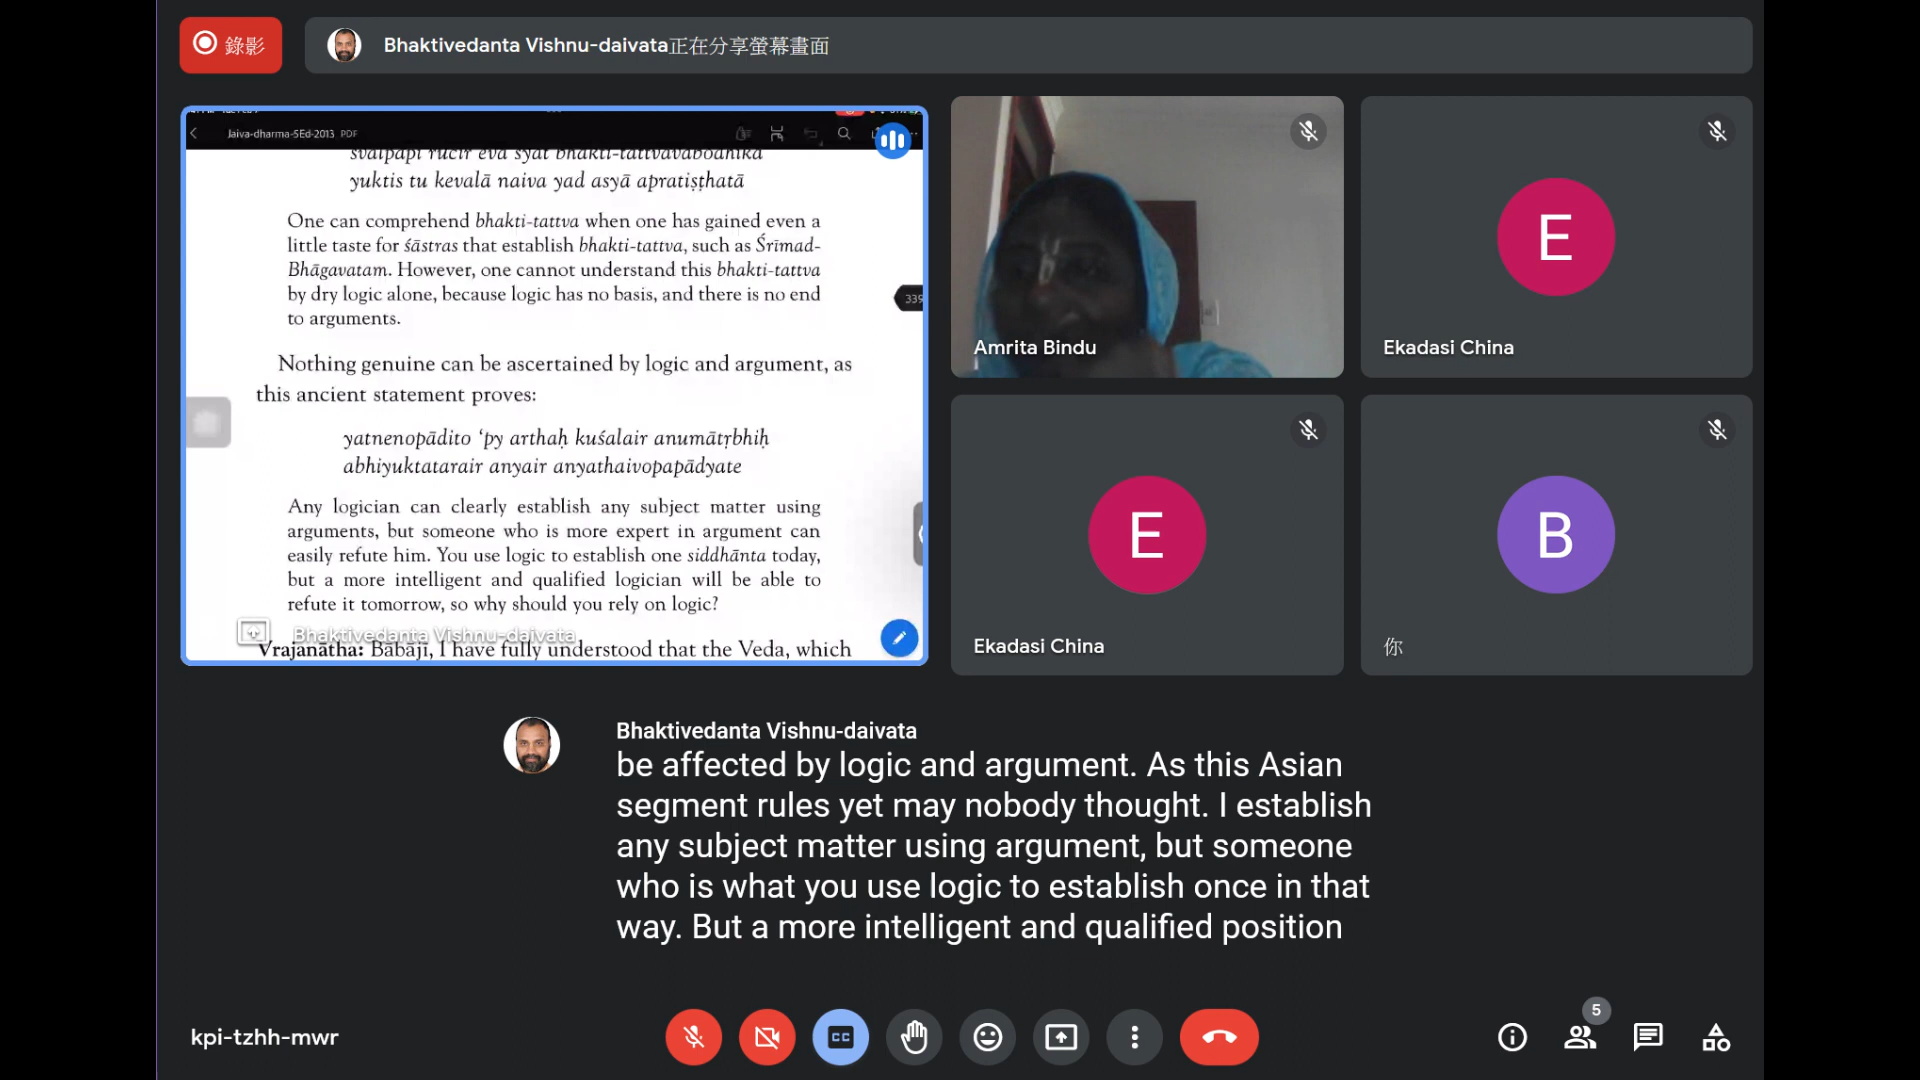 錄影
Bhaktivedanta Vishnu-daivata正在分享螢幕畫面
Jaiva-dharma-5Ed-2013 PDF
svalpāpi rucir eva syāt bhakti-tattvāvabodhikā
yuktis tu kevalā naiva yad asyā apratiṣṭhatā
One can comprehend bhakti-tattva when one has gained even a
little taste for śāstras that establish bhakti-tattva, such as Śrīmad-
Bhāgavatam. However, one cannot understand this bhakti-tattva
by dry logic alone, because logic has no basis, and there is no end
to arguments.
339
Nothing genuine can be ascertained by logic and argument, as
this ancient statement proves:
yatnenopādito ‘py arthaḥ kuśalair anumātṛbhiḥ
abhiyuktatarair anyair anyathaivopapādyate
Any logician can clearly establish any subject matter using
arguments, but someone who is more expert in argument can
easily refute him. You use logic to establish one siddhānta today,
but a more intelligent and qualified logician will be able to
refute it tomorrow, so why should you rely on logic?
Bhaktivedanta Vishnu-daivata
Vrajanātha: Bābājī, I have fully understood that the Veda, which
Amrita Bindu
E
Ekadasi China
E
Ekadasi China
B
你
Bhaktivedanta Vishnu-daivata
be affected by logic and argument. As this Asian
segment rules yet may nobody thought. I establish
any subject matter using argument, but someone
who is what you use logic to establish once in that
way. But a more intelligent and qualified position
kpi-tzhh-mwr
CC
5